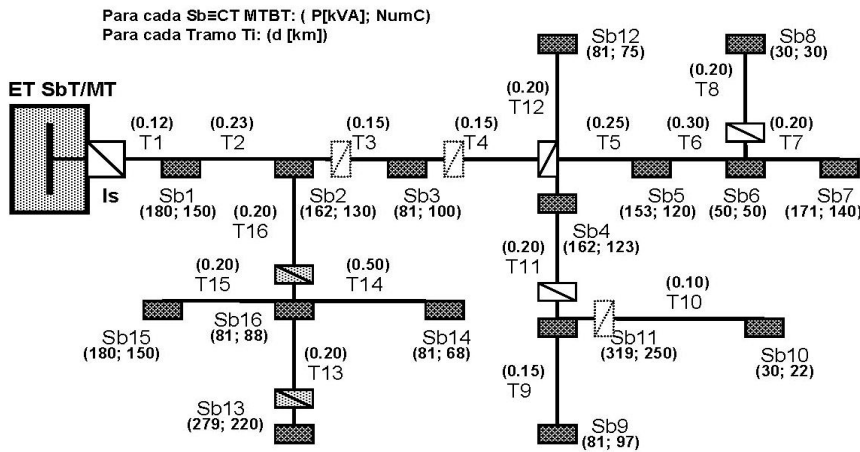 Para cada Sb≡CT MTBT: ( P[kVA]; NumC)
Para cada Tramo Ti: (d [km])
Sb12
(81; 75)
Sb8
(30; 30)
ET SbT/MT
(0.12)
T1
(0.23)
T2
(0.15)
T3
(0.15)
T4
(0.20)
T12
(0.25)
T5
(0.30)
T6
(0.20)
T8
(0.20)
T7
Is
Sb1
(180; 150)
Sb2
(162; 130)
Sb3
(81; 100)
Sb5
(153; 120)
Sb6
(50; 50)
Sb7
(171; 140)
(0.20)
T16
Sb4
(162; 123)
(0.20)
T15
(0.50)
T14
(0.20)
T11
(0.10)
T10
Sb15
(180; 150)
Sb16
(81; 88)
Sb14
(81; 68)
Sb11
(319; 250)
Sb10
(30; 22)
(0.20)
T13
(0.15)
T9
Sb13
(279; 220)
Sb9
(81; 97)